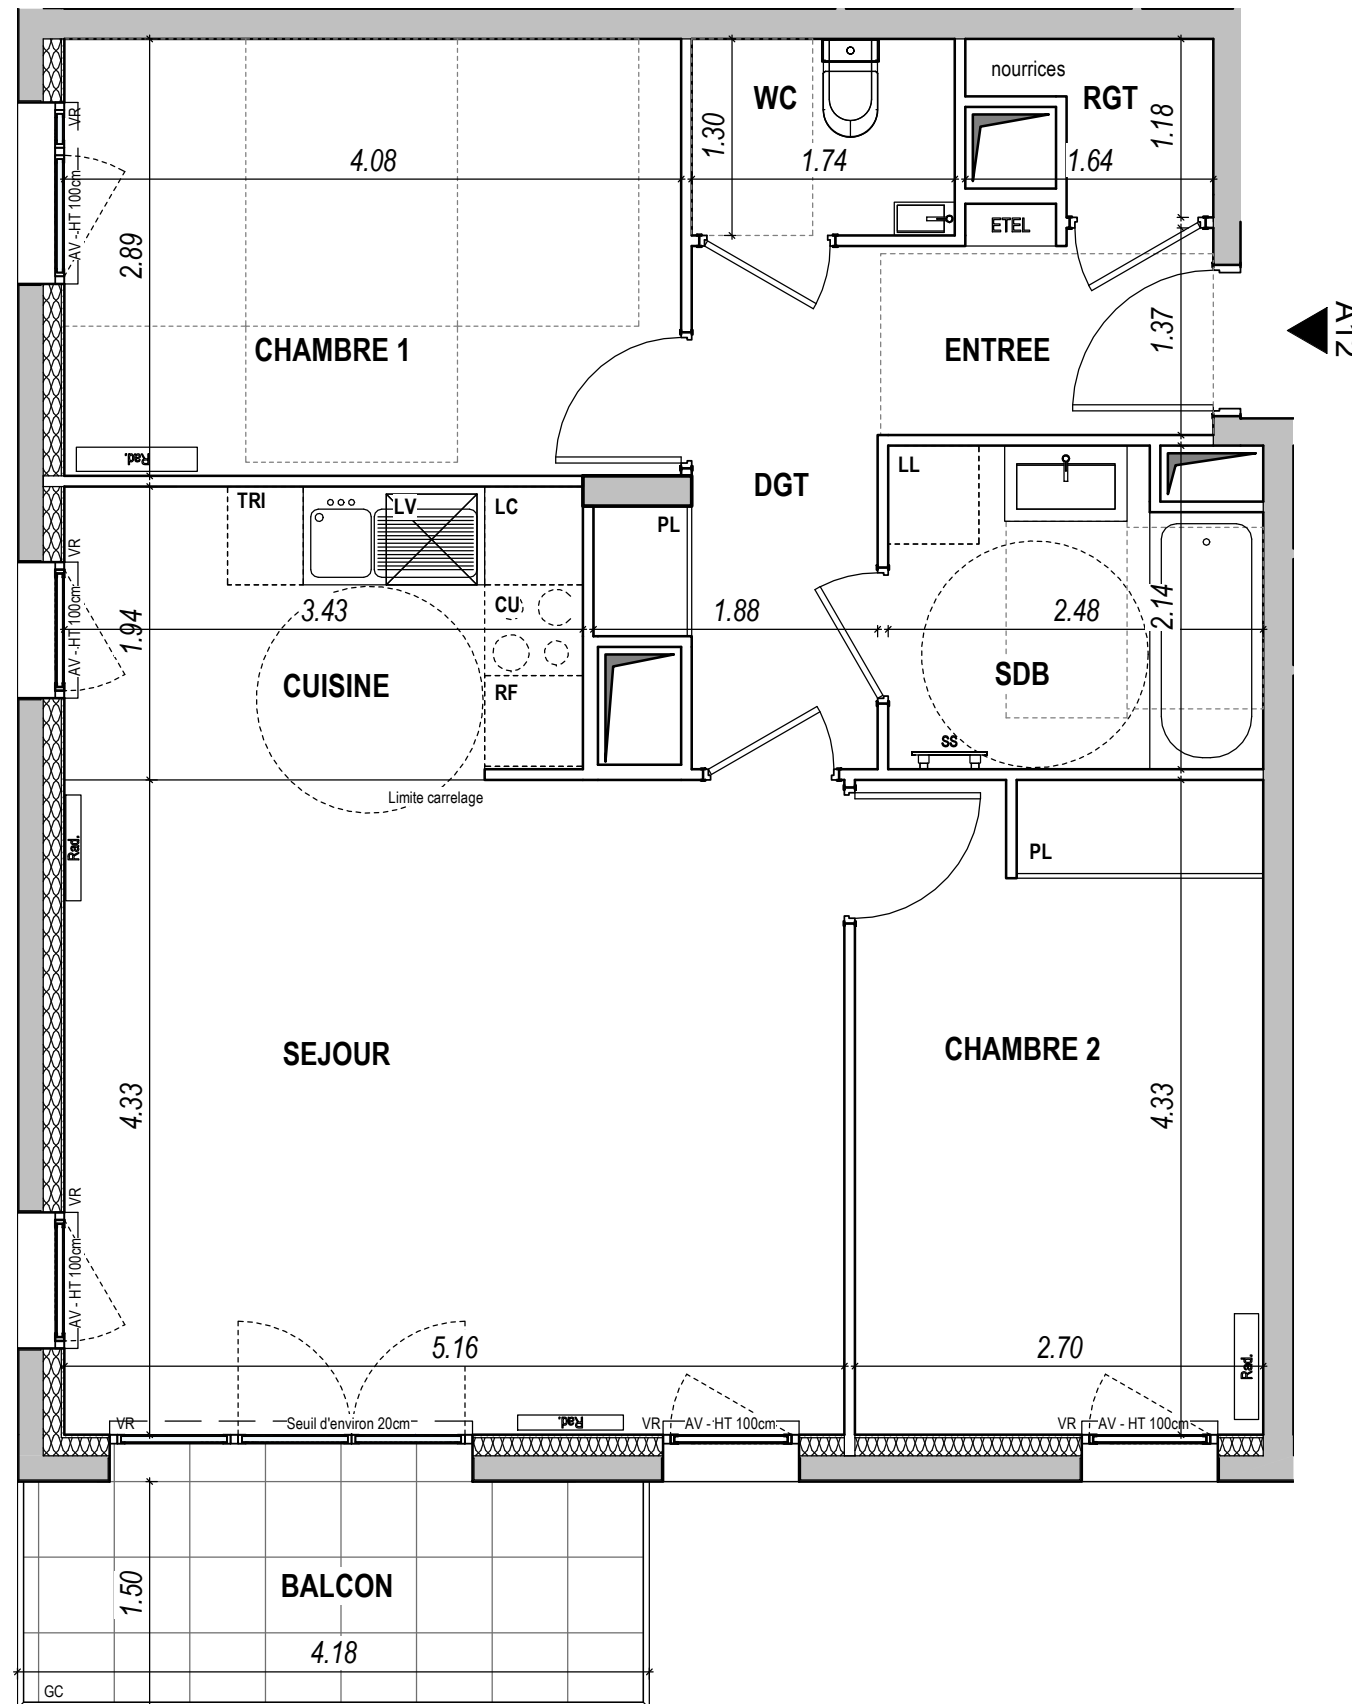 nourrices
WC
RGT
VR
1.30
1.18
4.08
1.74
1.64
AV - HT 100cm
ETEL
2.89
A12
1.37
CHAMBRE 1
ENTREE
Rad.
LL
DGT
TRI
LV
LC
PL
VR
CU
3.43
1.88
2.48
2.14
1.94
AV - HT 100cm
CUISINE
RF
SDB
SS
Limite carrelage
Rad.
PL
SEJOUR
CHAMBRE 2
4.33
4.33
VR
AV - HT 100cm
5.16
2.70
Rad.
VR
Seuil d'environ 20cm
Rad.
VR
AV - HT 100cm
VR
AV - HT 100cm
BALCON
1.50
4.18
GC